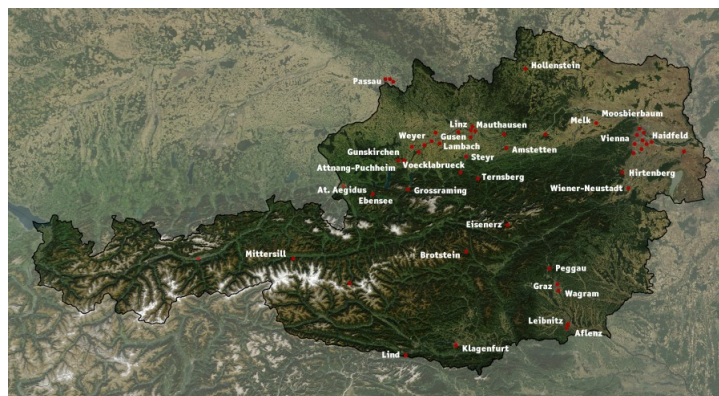 Hollenstein
Passau
Moosbierbaum
Melk
Linz
Mauthausen
Weyer
Gusen
Vienna
Haidfeld
Lambach
Gunskirchen
Amstetten
Steyr
Voecklabrueck
Attnang-Puchheim
Hirtenberg
Ternsberg
At. Aegidus
Grossraming
Wiener-Neustadt
Ebensee
Eisenerz
Mittersill
Brotstein
Peggau
Graz
Wagram
Leibnitz
Aflenz
Klagenfurt
Lind